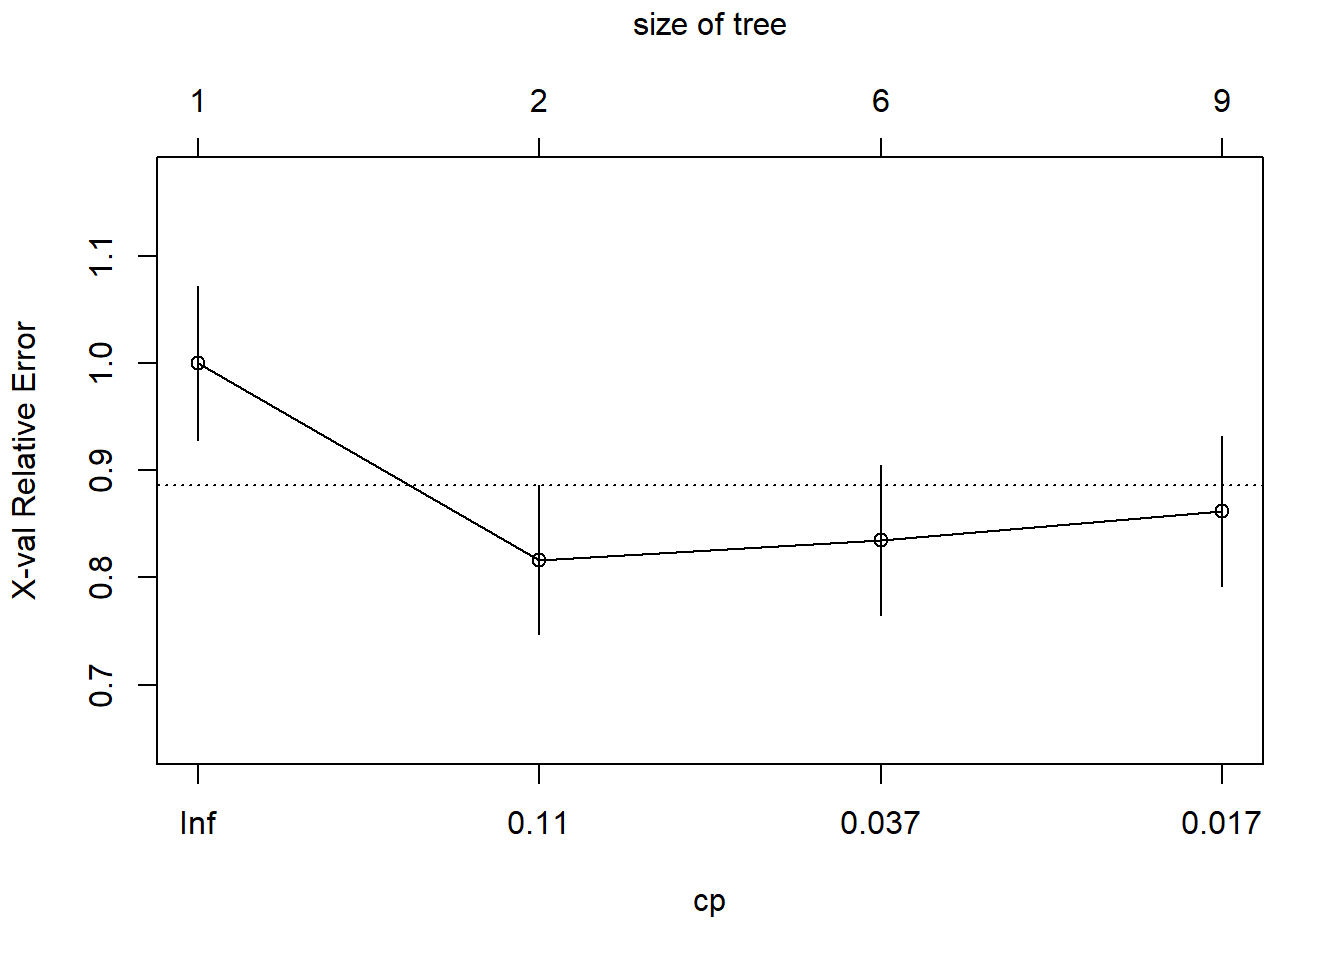 size of tree
1 2 6 9
X-val Relative Error
1.1
1.0
0.9
0.8
0.7
Inf 0.11 0.037 0.017
cp